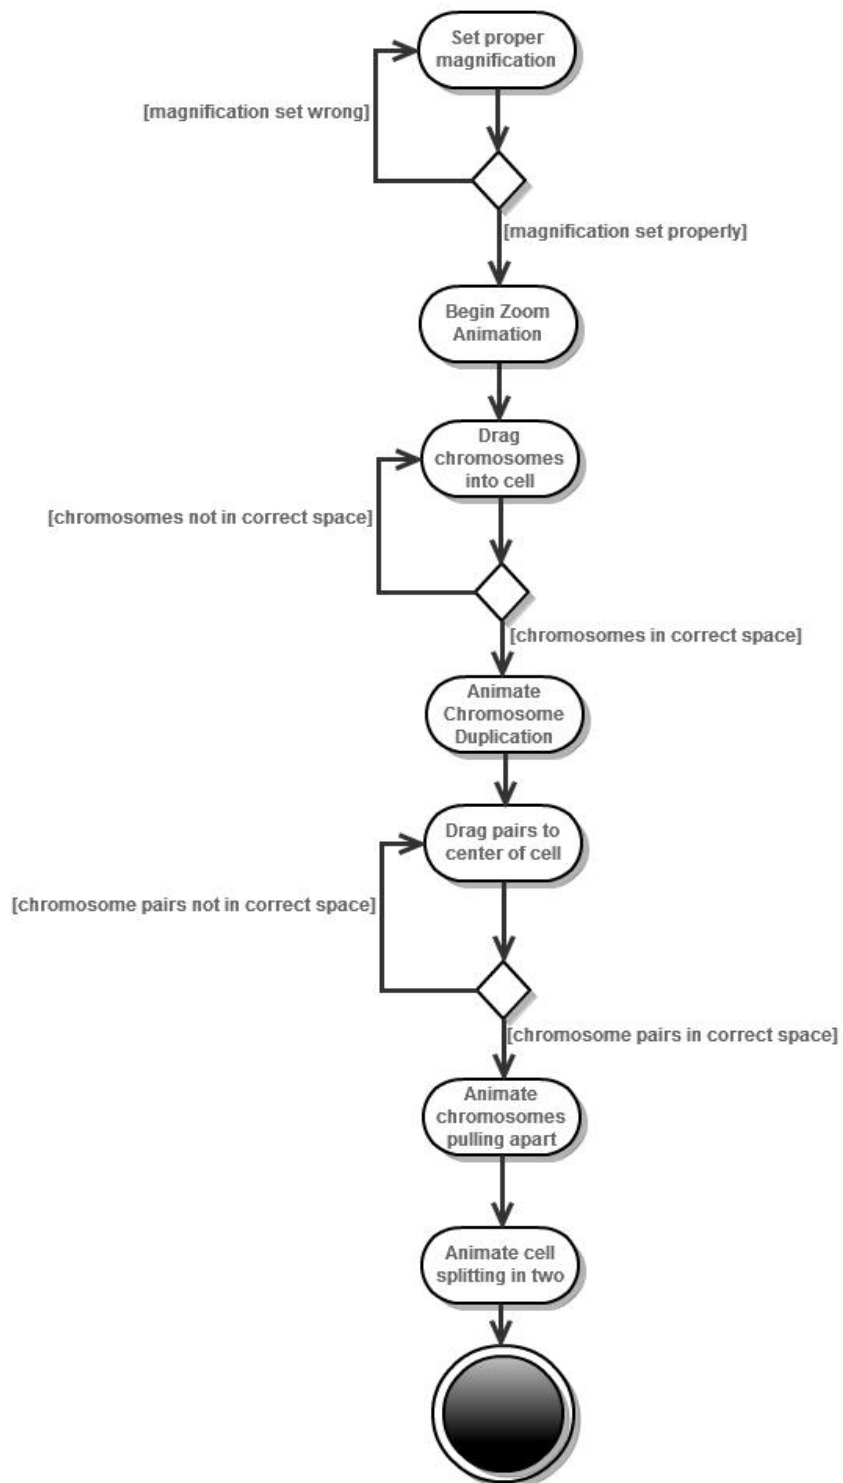 Set proper
magnification
[magnification set wrong]
[magnification set properly]
Begin Zoom
Animation
Drag
chromosomes
into cell
[chromosomes not in correct space]
[chromosomes in correct space]
Animate
Chromosome
Duplication
Drag pairs to
center of cell
[chromosome pairs not in correct space]
[chromosome pairs in correct space]
Animate
chromosomes
pulling apart
Animate cell
splitting in two